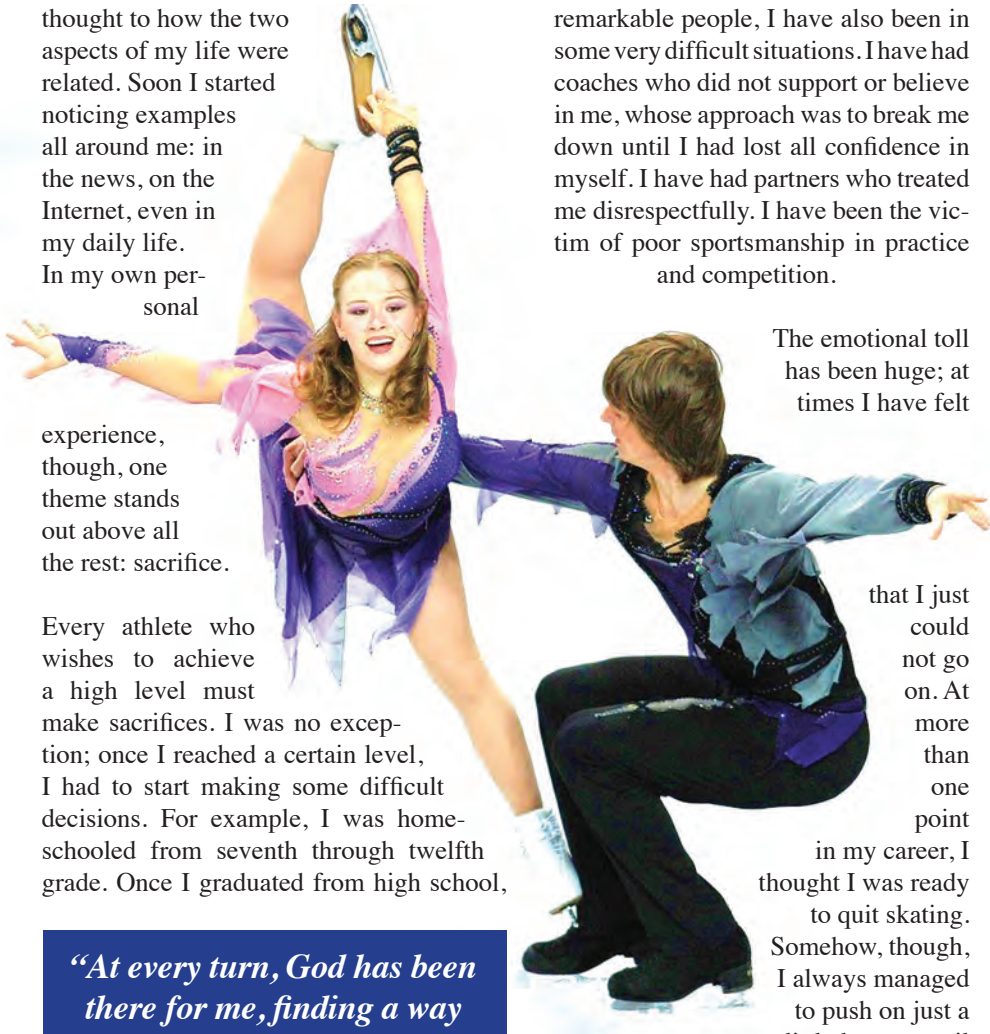 thought to how the two
aspects of my life were
related. Soon I started
noticing examples
all around me: in
the news, on the
Internet, even in
my daily life.
In my own per-
sonal
experience,
though, one
theme stands
out above all
the rest: sacrifice.
Every athlete who
wishes to achieve
a high level must
make sacrifices. I was no excep-
tion; once I reached a certain level,
I had to start making some difficult
decisions. For example, I was home-
schooled from seventh through twelfth
grade. Once I graduated from high school,
“At every turn, God has been
there for me, finding a way
remarkable people, I have also been in
some very difficult situations. I have had
coaches who did not support or believe
in me, whose approach was to break me
down until I had lost all confidence in
myself. I have had partners who treated
me disrespectfully. I have been the vic-
tim of poor sportsmanship in practice
and competition.
The emotional toll
has been huge; at
times I have felt
that I just
could
not go
on. At
more
than
one
point
in my career, I
thought I was ready
to quit skating.
Somehow, though,
I always managed
to push on just a